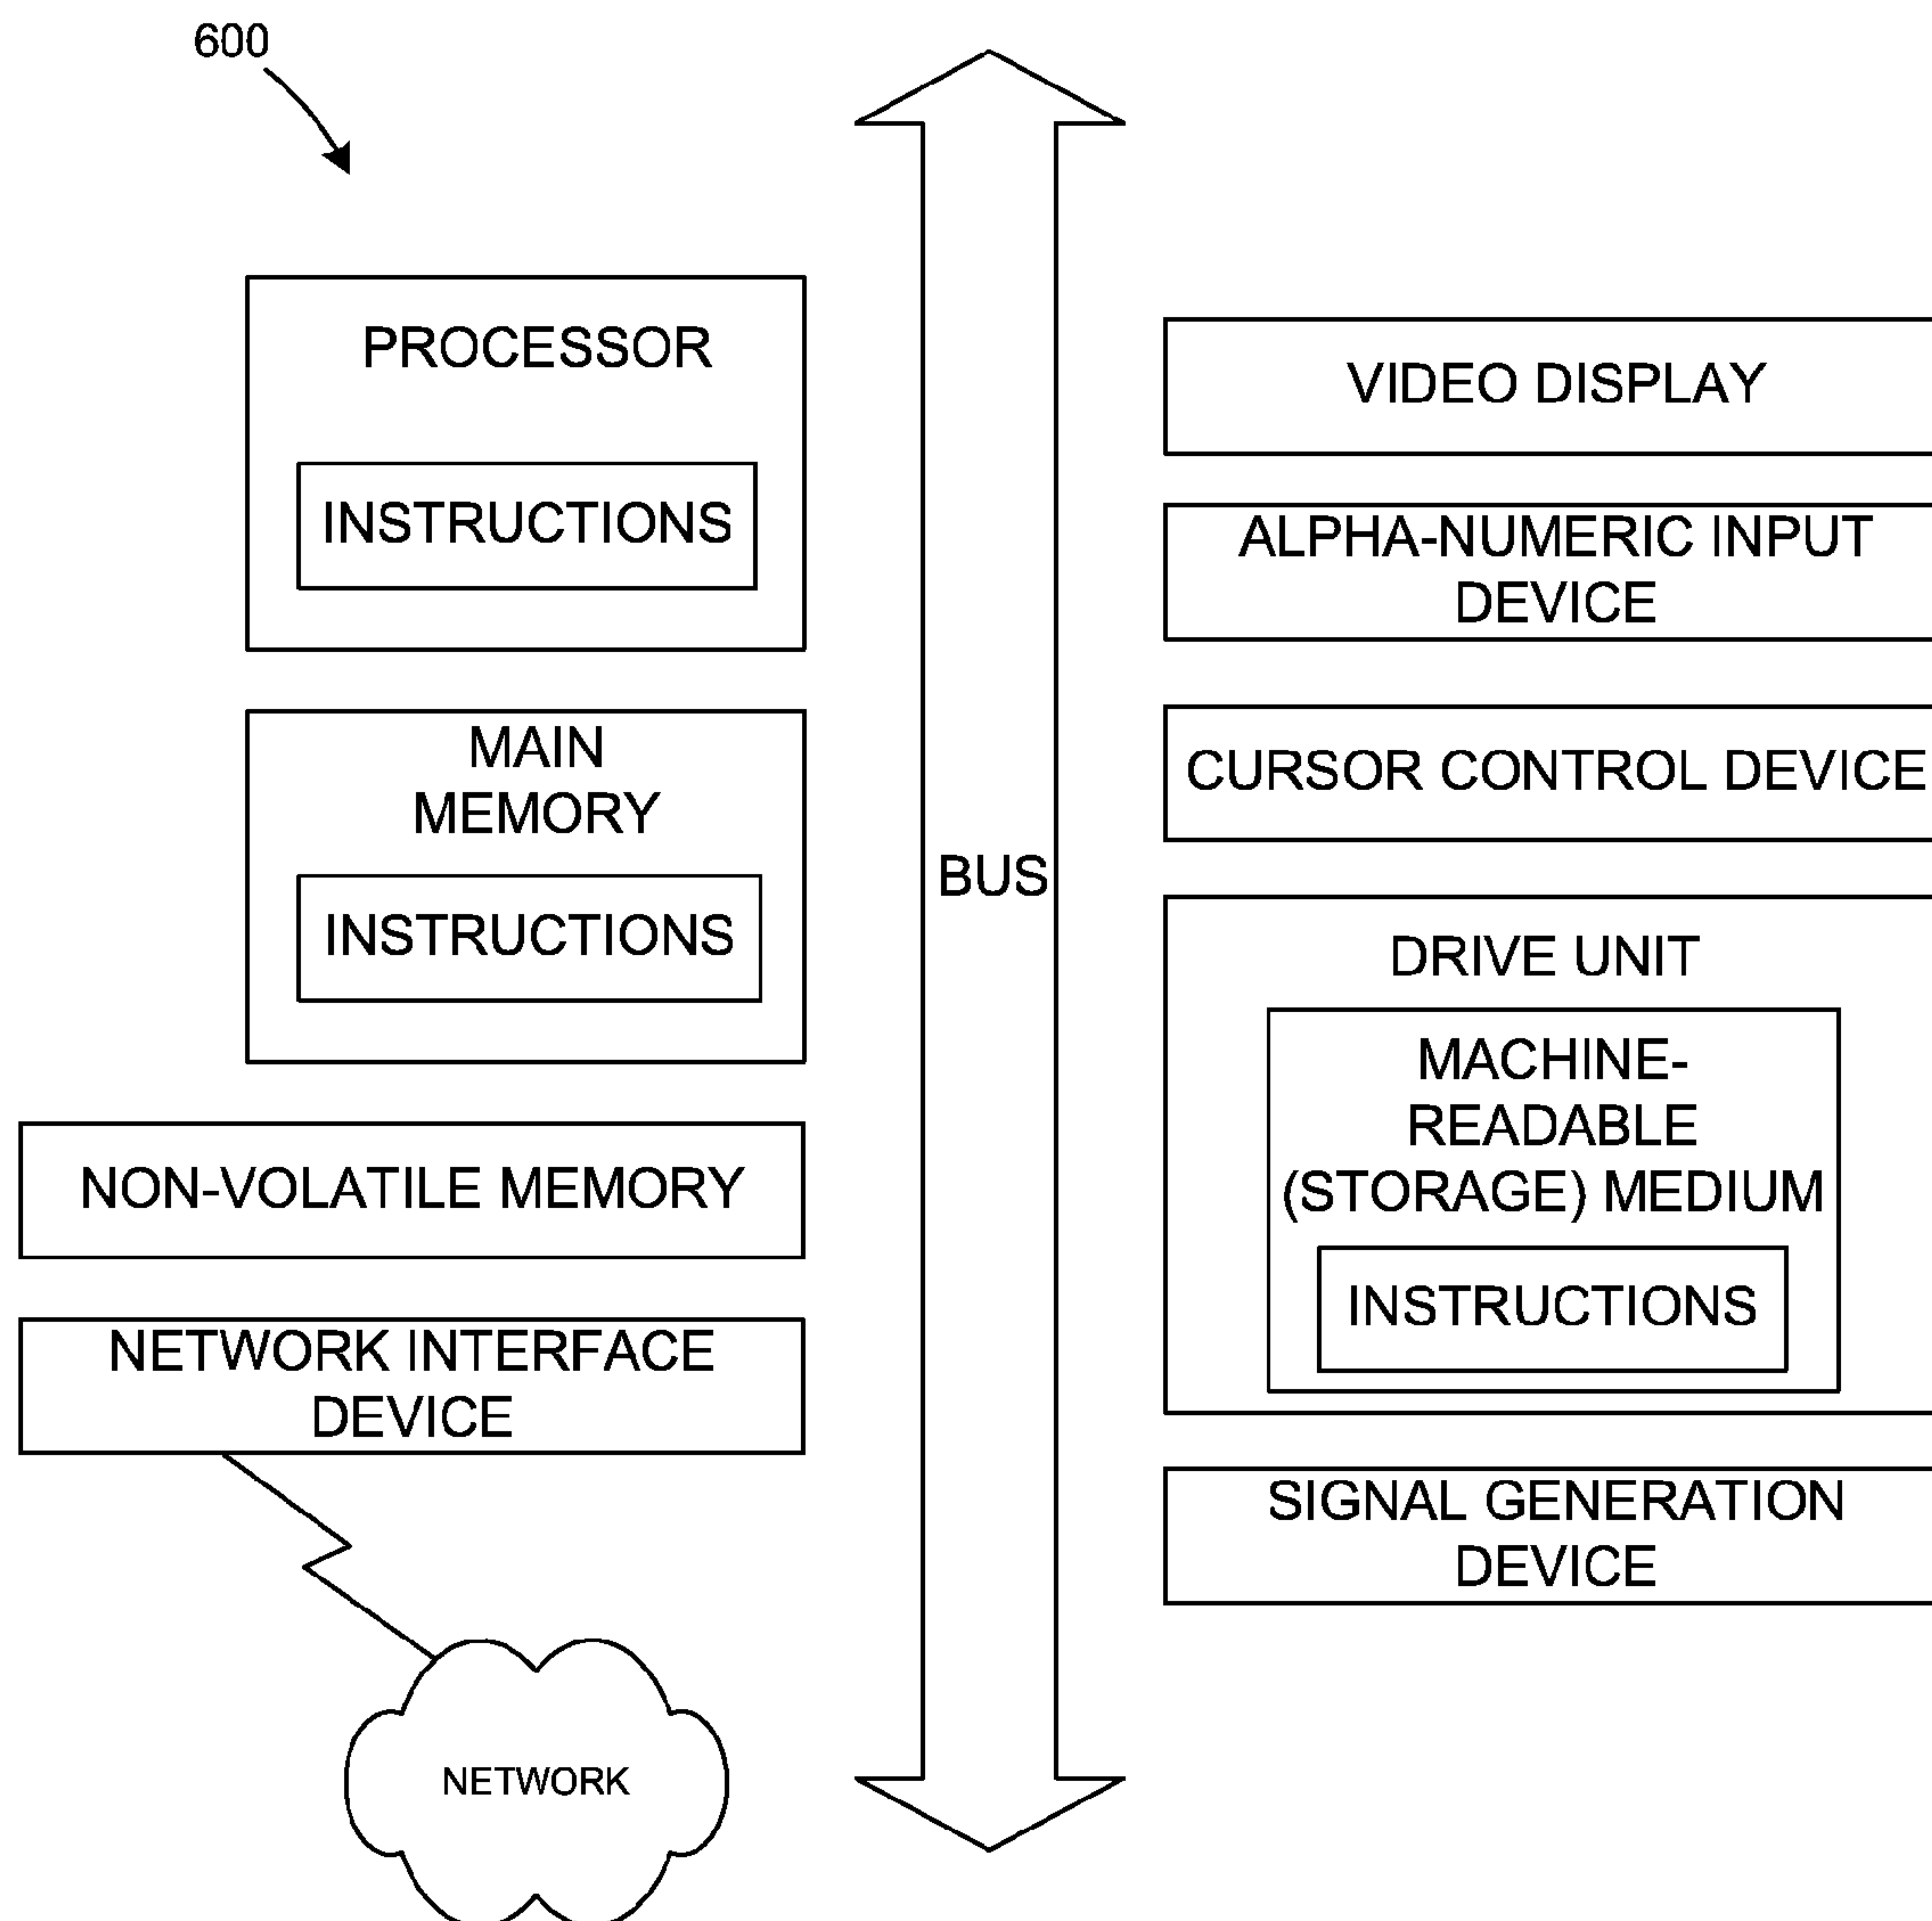 600
PROCESSOR
INSTRUCTIONS
MAIN
MEMORY
INSTRUCTIONS
NON-VOLATILE MEMORY
NETWORK INTERFACE
DEVICE
NETWORK
BUS
VIDEO DISPLAY
ALPHA-NUMERIC INPUT
DEVICE
CURSOR CONTROL DEVICE
DRIVE UNIT
MACHINE-
READABLE
(STORAGE) MEDIUM
INSTRUCTIONS
SIGNAL GENERATION
DEVICE